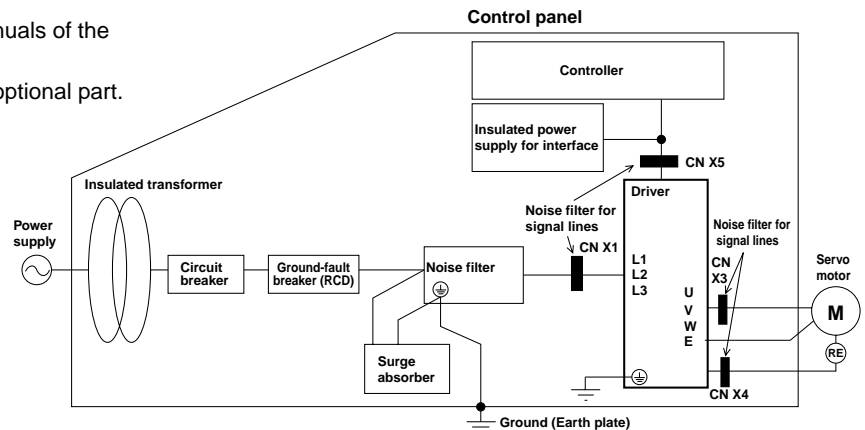 nuals of the
optional part.
Control panel
Controller
Insulated power
supply for interface
CN X5
Insulated transformer
Driver
Power
supply
Noise filter for
signal lines
Noise filter for
signal lines
CN X1
CN
X3
Servo
motor
Circuit
breaker
Ground-fault
breaker (RCD)
Noise filter
L1
L2
L3
U
V
W
E
M
RE
Surge
absorber
CN X4
Ground (Earth plate)